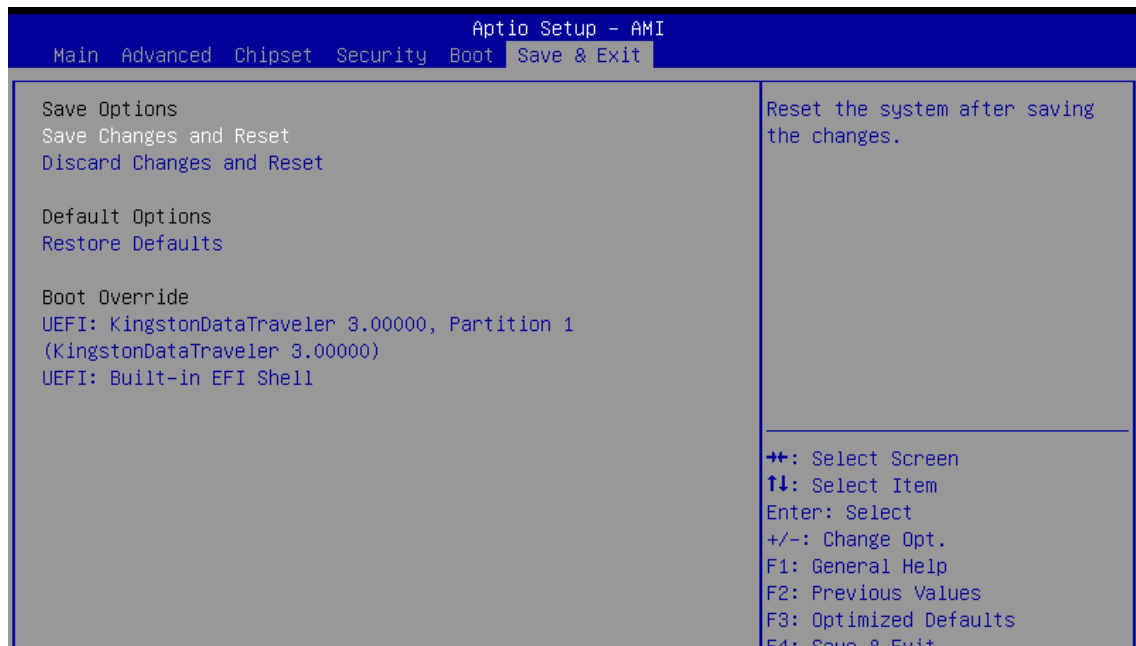 Aptio Setup – AMI
Main Advanced Chipset Security Boot Save & Exit
Save Options
Save Changes and Reset
Discard Changes and Reset
Default Options
Restore Defaults
Boot Override
UEFI: KingstonDataTraveler 3.00000, Partition 1
(KingstonDataTraveler 3.00000)
UEFI: Built-in EFI Shell
Reset the system after saving
the changes.
→←: Select Screen
↑↓: Select Item
Enter: Select
+/-: Change Opt.
F1: General Help
F2: Previous Values
F3: Optimized Defaults
F4: Save & Exit